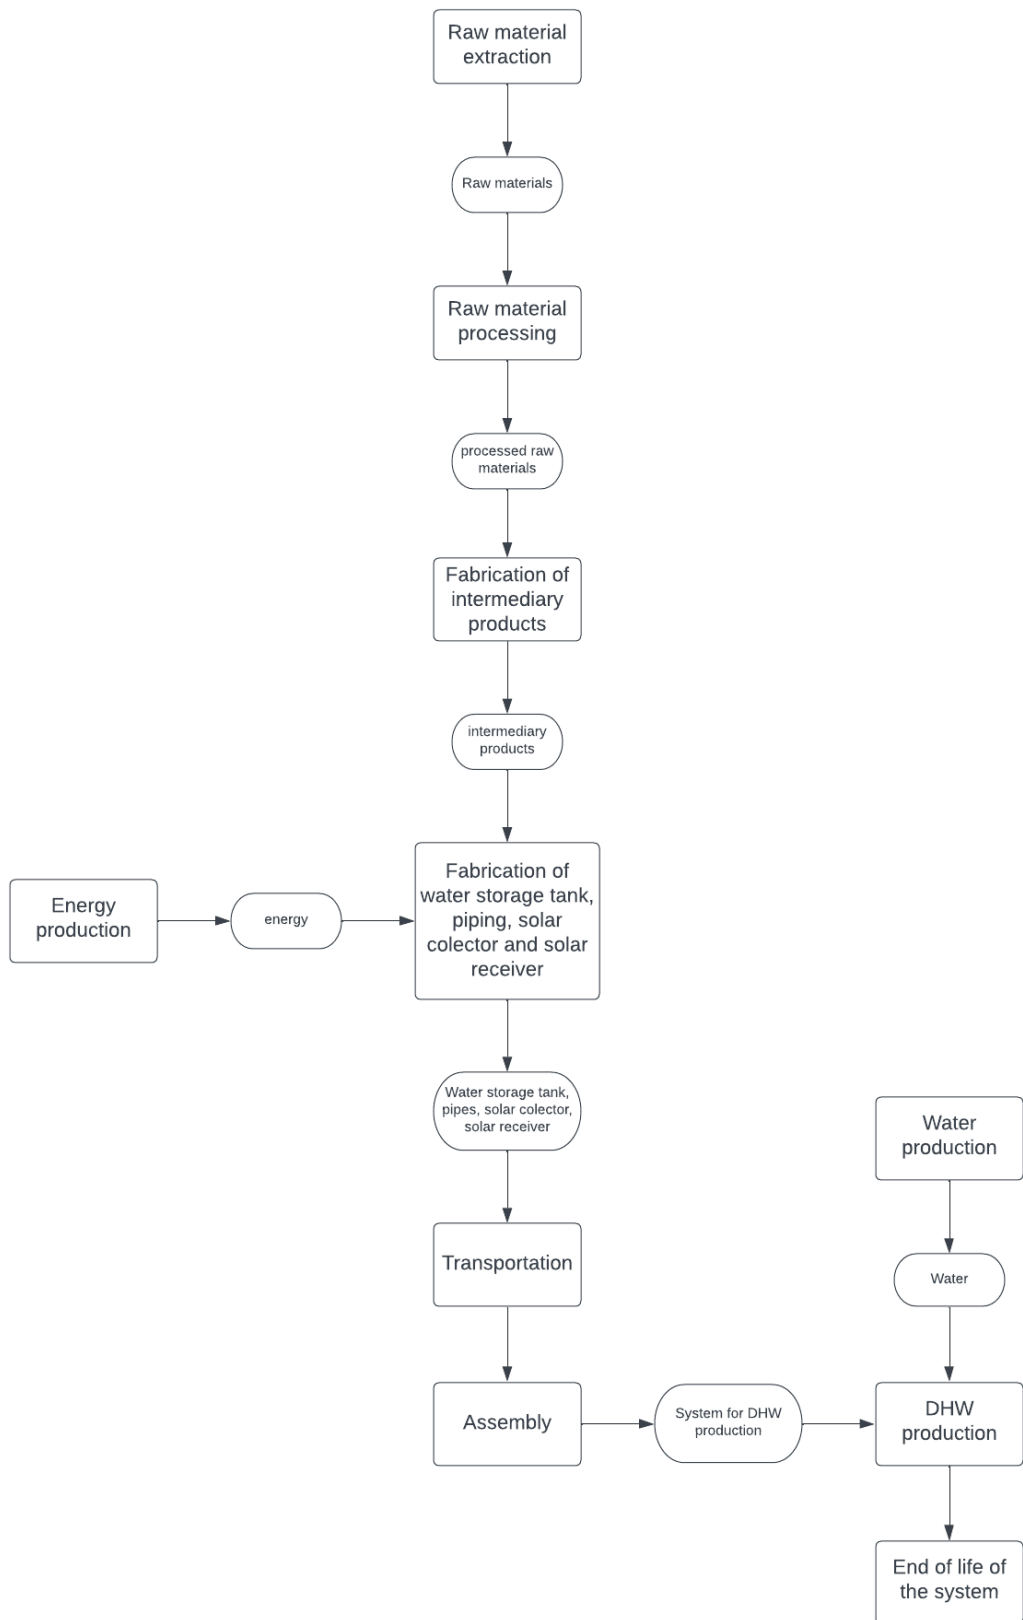 Raw material
extraction
Raw materials
Raw material
processing
processed raw
materials
Fabrication of
intermediary
products
intermediary
products
Energy
production
energy
Fabrication of
water storage tank,
piping, solar
colector and solar
receiver
Water storage tank,
pipes, solar colector,
solar receiver
Transportation
Water
production
Water
Assembly
System for DHW
production
DHW
production
End of life of
the system